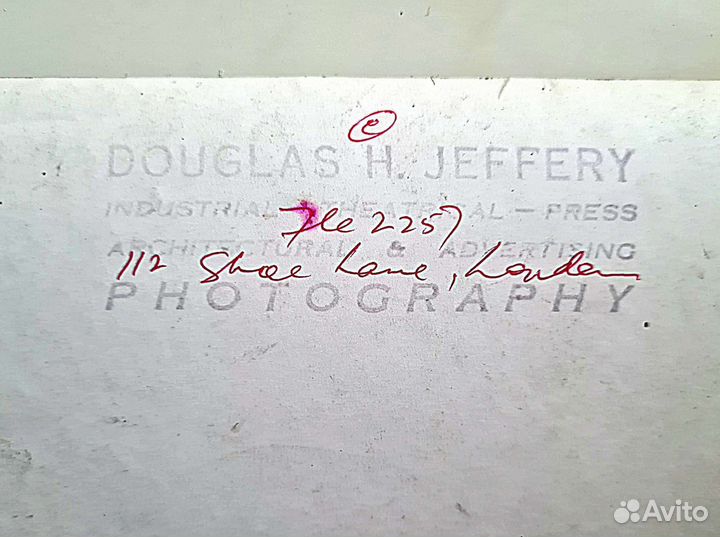 ©
DOUGLAS H. JEFFERY
INDUSTRIAL – THEATRICAL – PRESS
Fle 2257
ARCHITECTURAL & ADVERTISING
112 Shoe Lane, London
PHOTOGRAPHY
Avito